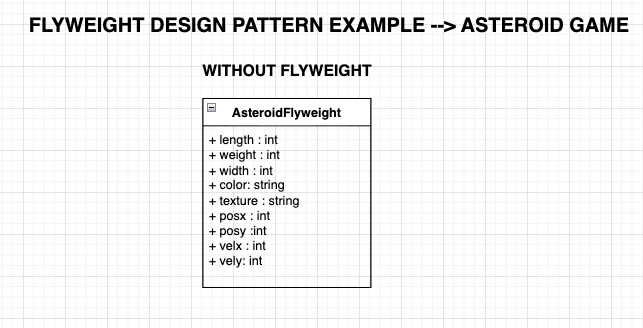 FLYWEIGHT DESIGN PATTERN EXAMPLE --> ASTEROID GAME
WITHOUT FLYWEIGHT
AsteroidFlyweight
+ length : int
+ weight : int
+ width : int
+ color: string
+ texture : string
+ posx : int
+ posy :int
+ velx : int
+ vely: int